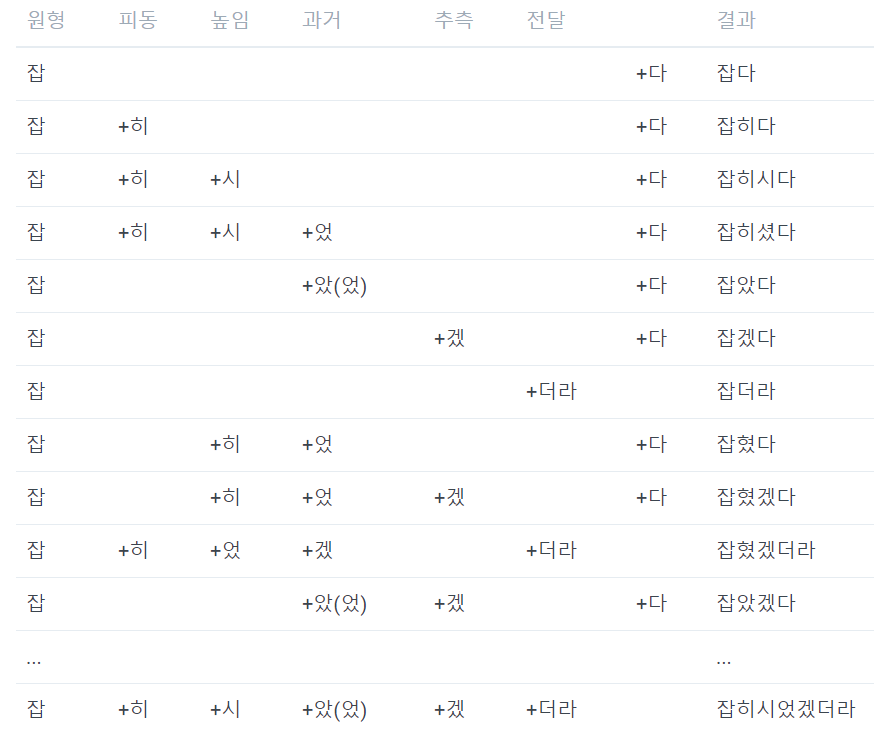 원형 피동 높임 과거 추측 전달 결과
잡 +다 잡다
잡 +히 +다 잡히다
잡 +히 +시 +다 잡히시다
잡 +히 +시 +었 +다 잡히셨다
잡 +았(었) +다 잡았다
잡 +겠 +다 잡겠다
잡 +더라 잡더라
잡 +히 +었 +다 잡혔다
잡 +히 +었 +겠 +다 잡혔겠다
잡 +히 +었 +겠 +더라 잡혔겠더라
잡 +았(었) +겠 +다 잡았겠다
... ...
잡 +히 +시 +았(었) +겠 +더라 잡히시었겠더라